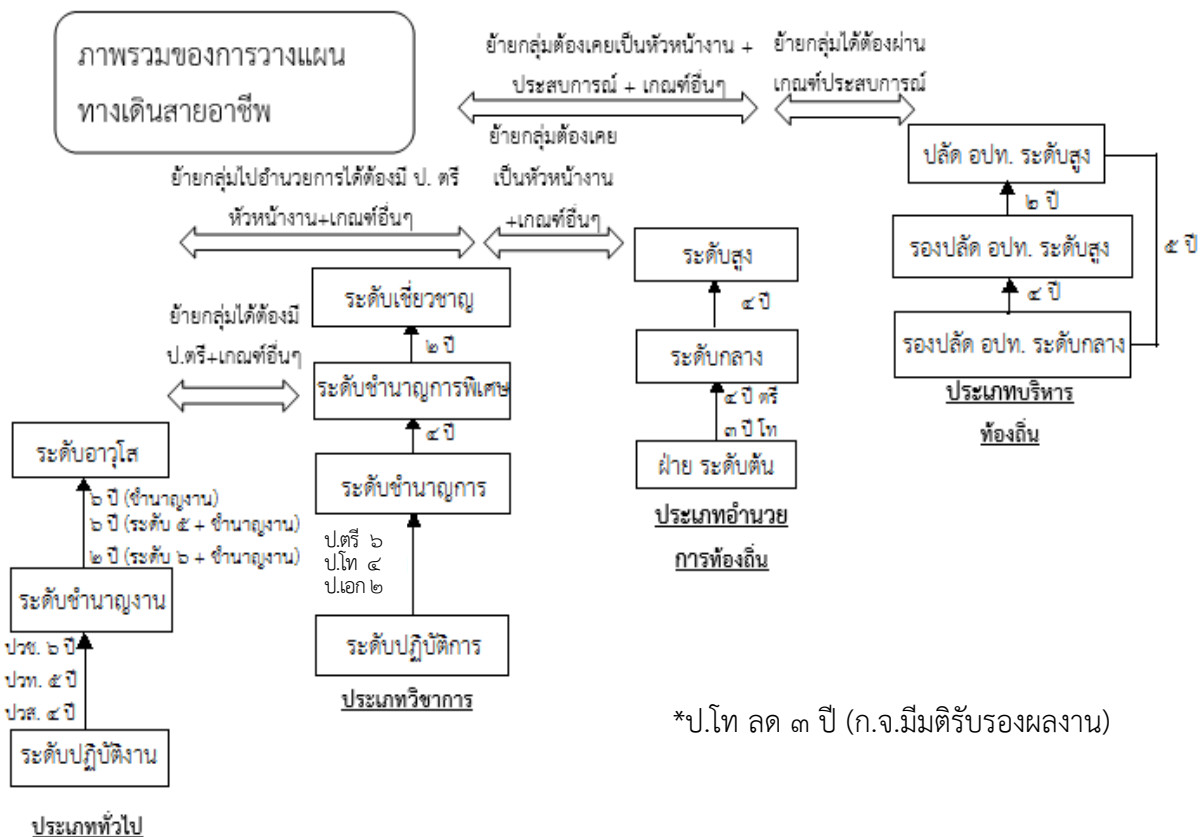 ภาพรวมของการวางแผน
ทางเดินสายอาชีพ
ย้ายกลุ่มต้องเคยเป็นหัวหน้างาน +
ประสบการณ์ + เกณฑ์อื่นๆ
ย้ายกลุ่มได้ต้องผ่าน
เกณฑ์ประสบการณ์
ย้ายกลุ่มต้องเคย
เป็นหัวหน้างาน
+เกณฑ์อื่นๆ
ย้ายกลุ่มไปอำนวยการได้ต้องมี ป. ตรี
หัวหน้างาน+เกณฑ์อื่นๆ
ย้ายกลุ่มได้ต้องมี
ป.ตรี+เกณฑ์อื่นๆ
ระดับอาวุโส
๖ ปี (ชำนาญงาน)
๖ ปี (ระดับ ๕ + ชำนาญงาน)
๒ ปี (ระดับ ๖ + ชำนาญงาน)
ระดับชำนาญงาน
ปวช. ๖ ปี
ปวท. ๕ ปี
ปวส. ๔ ปี
ระดับปฏิบัติงาน
ประเภททั่วไป
ระดับเชี่ยวชาญ
๒ ปี
ระดับชำนาญการพิเศษ
๔ ปี
ระดับชำนาญการ
ป.ตรี ๖
ป.โท ๔
ป.เอก ๒
ระดับปฏิบัติการ
ประเภทวิชาการ
ระดับสูง
๔ ปี
ระดับกลาง
๔ ปี ตรี
๓ ปี โท
ฝ่าย ระดับต้น
ประเภทอำนวย
การท้องถิ่น
ปลัด อปท. ระดับสูง
๒ ปี
รองปลัด อปท. ระดับสูง
๕ ปี
๔ ปี
รองปลัด อปท. ระดับกลาง
ประเภทบริหาร
ท้องถิ่น
*ป.โท ลด ๓ ปี (ก.จ.มีมติรับรองผลงาน)